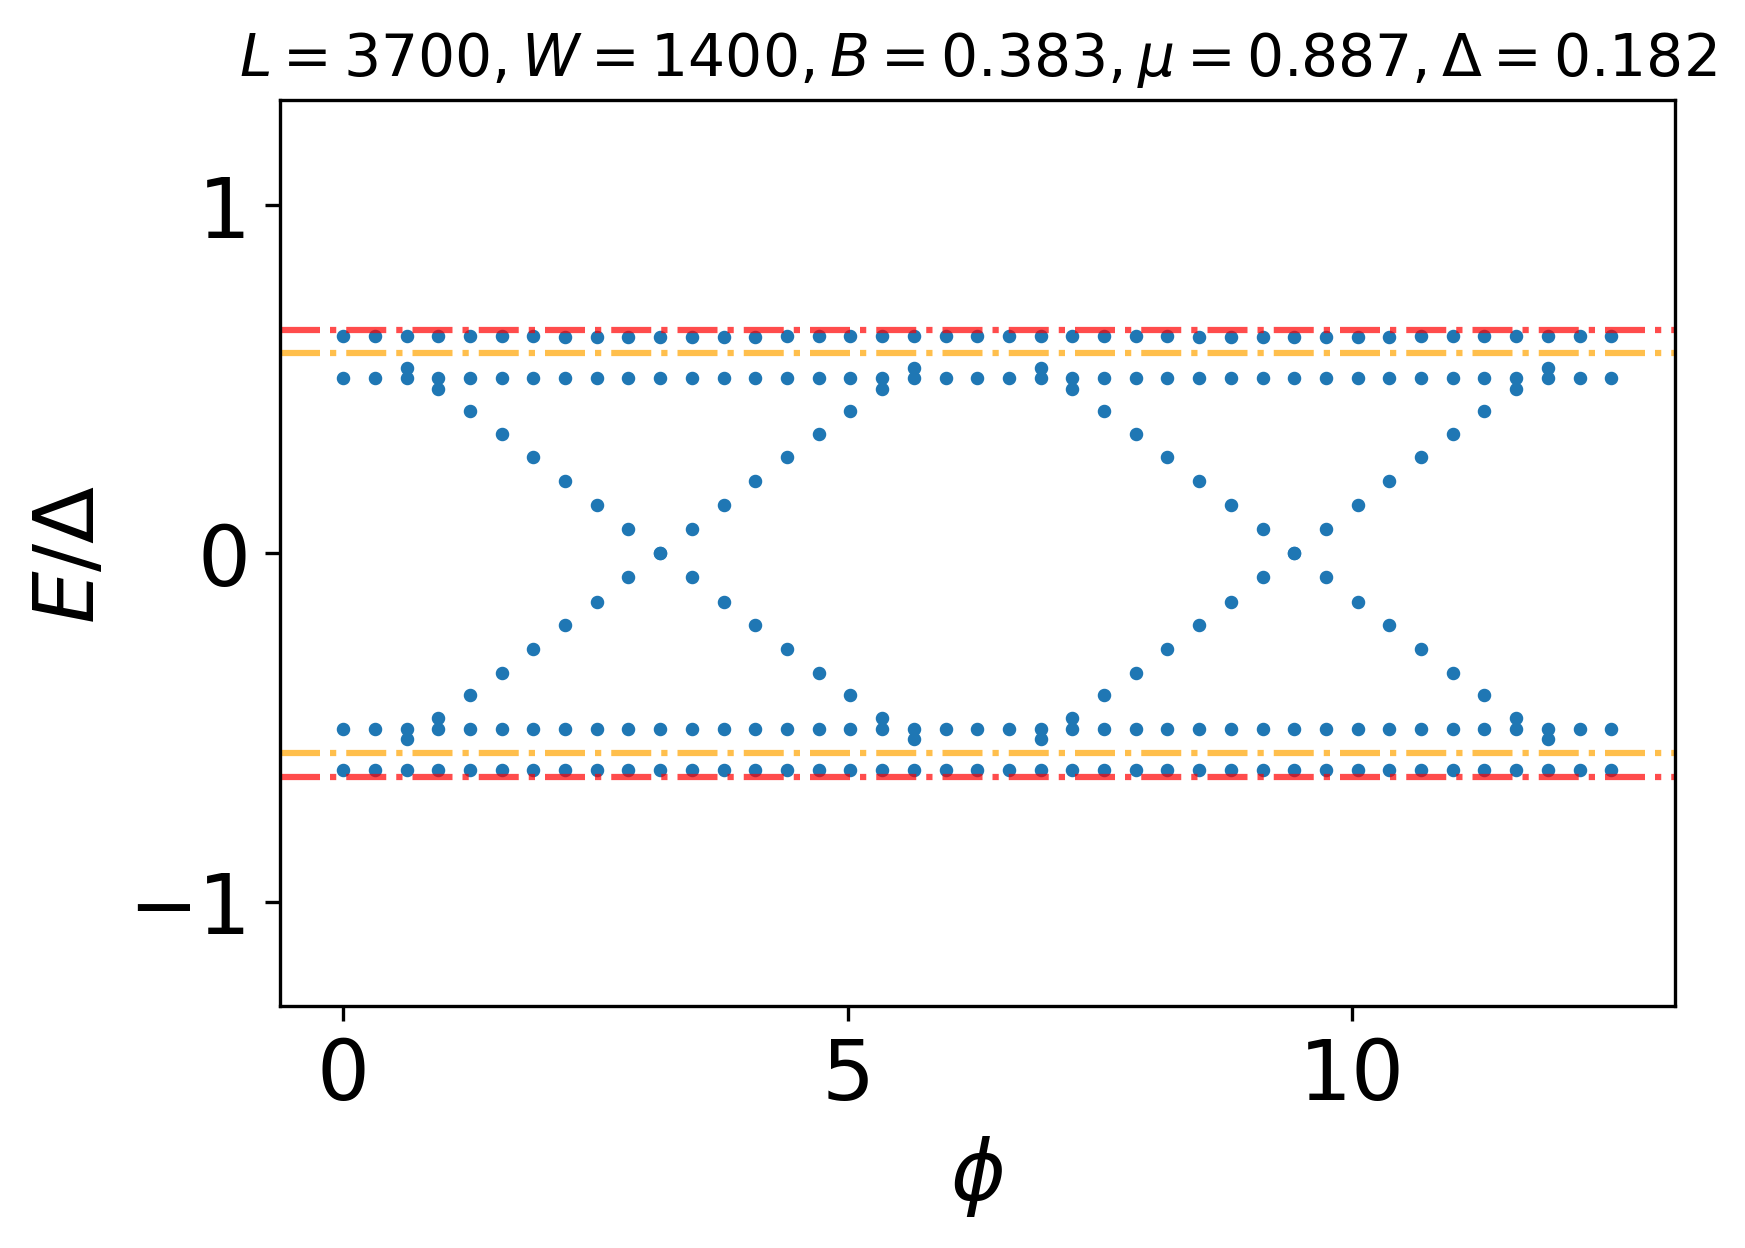 L = 3700, W = 1400, B = 0.383, μ = 0.887, Δ = 0.182
1
0
−1
E/Δ
0 5 10
ϕ